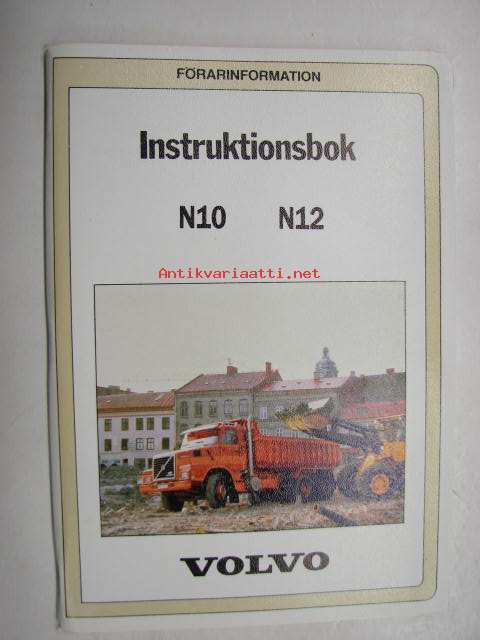 FÖRARINFORMATION
Instruktionsbok
N10 N12
Antikvariaatti.net
VOLVO